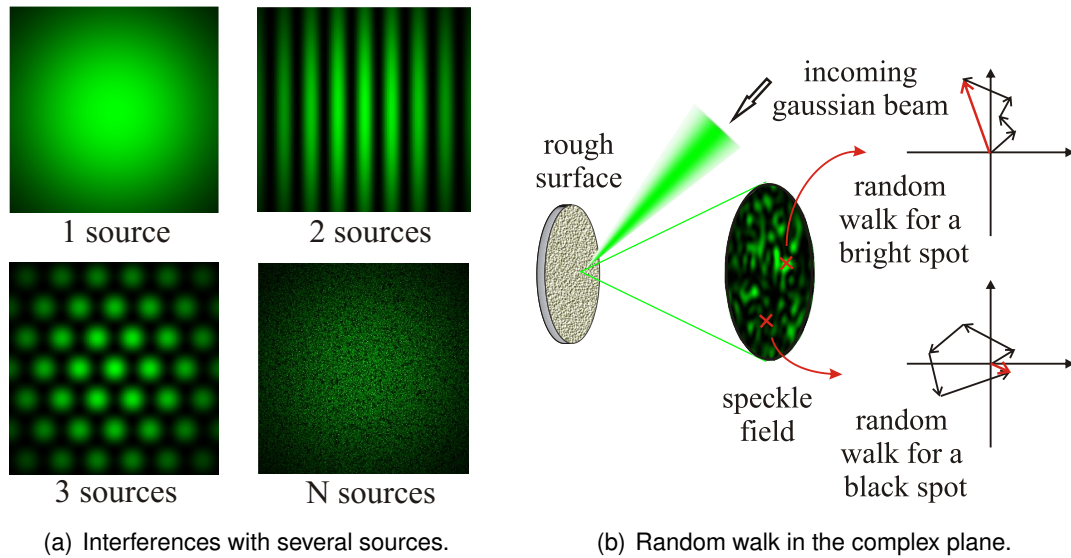 1 source
2 sources
3 sources
N sources
(a) Interferences with several sources.
incoming
gaussian beam
rough
surface
random
walk for a
bright spot
speckle
field
random
walk for a
black spot
(b) Random walk in the complex plane.